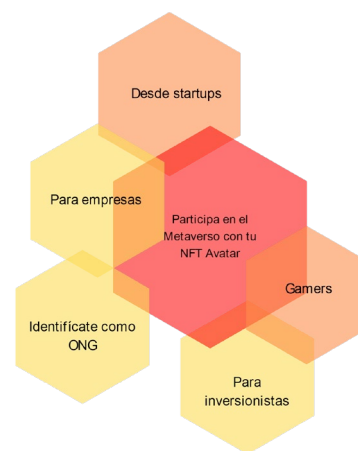 Desde startups
Para empresas
Participa en el
Metaverso con tu
NFT Avatar
Gamers
Identifícate como
ONG
Para
inversionistas